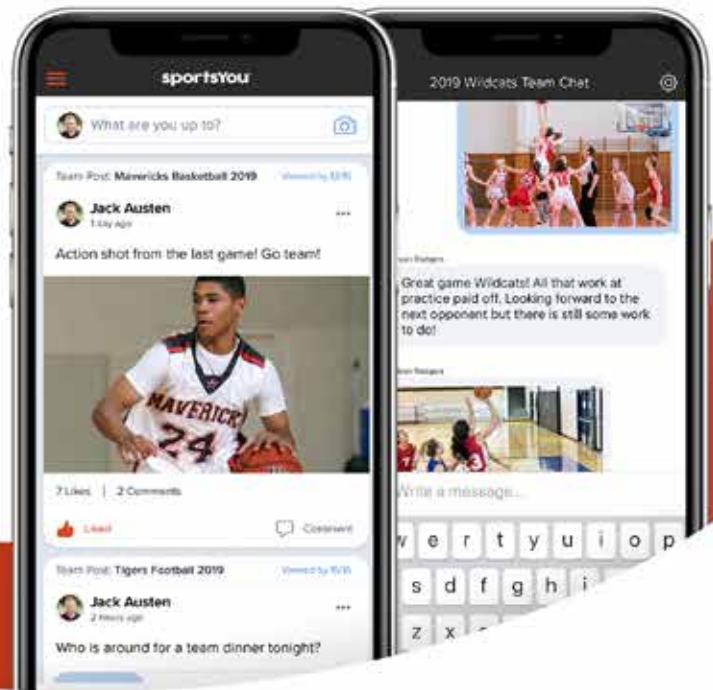 sportsYou
What are you up to?
Team Post: Mavericks Basketball 2019
Jack Austen
1 day ago
Action shot from the last game! Go team!
MAVERICKS
24
7 Likes | 2 Comments
Liked
Comment
Team Post: Tigers Football 2019
Jack Austen
2 hours ago
Who is around for a team dinner tonight?
2019 Wildcats Team Chat
Great game Wildcats! All that work at
practice paid off. Looking forward to the
next opponent but there is still some work
to do!
3
Write a message...
w e r t y u i o p
s d f g h j
z x